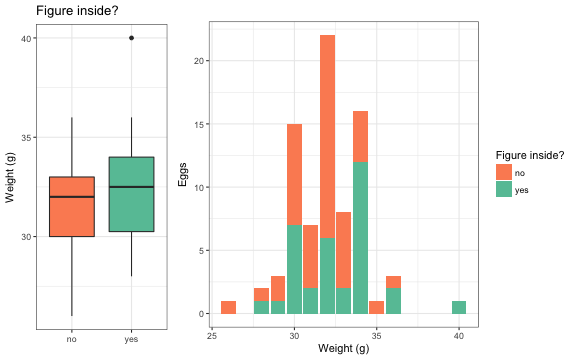 Figure inside?
Weight (g)
40
35
30
no
yes
Eggs
20
15
10
5
0
25
30
35
40
Weight (g)
Figure inside?
no
yes